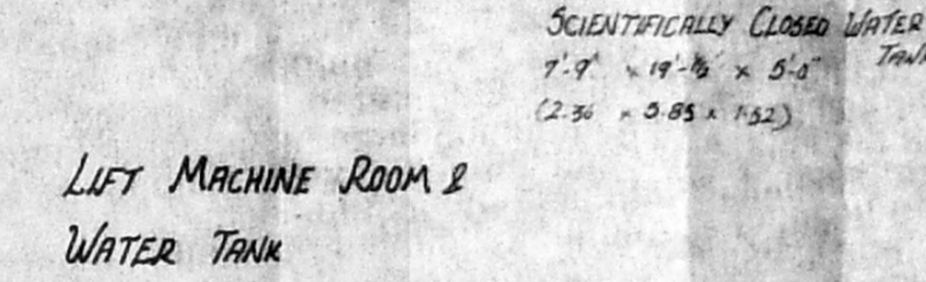 SCIENTIFICALLY CLOSED WATER
TANK
7'-9" × 19'-½" × 5'-0"
(2.36 × 5.85 × 1.52)
LIFT MACHINE ROOM &
WATER TANK